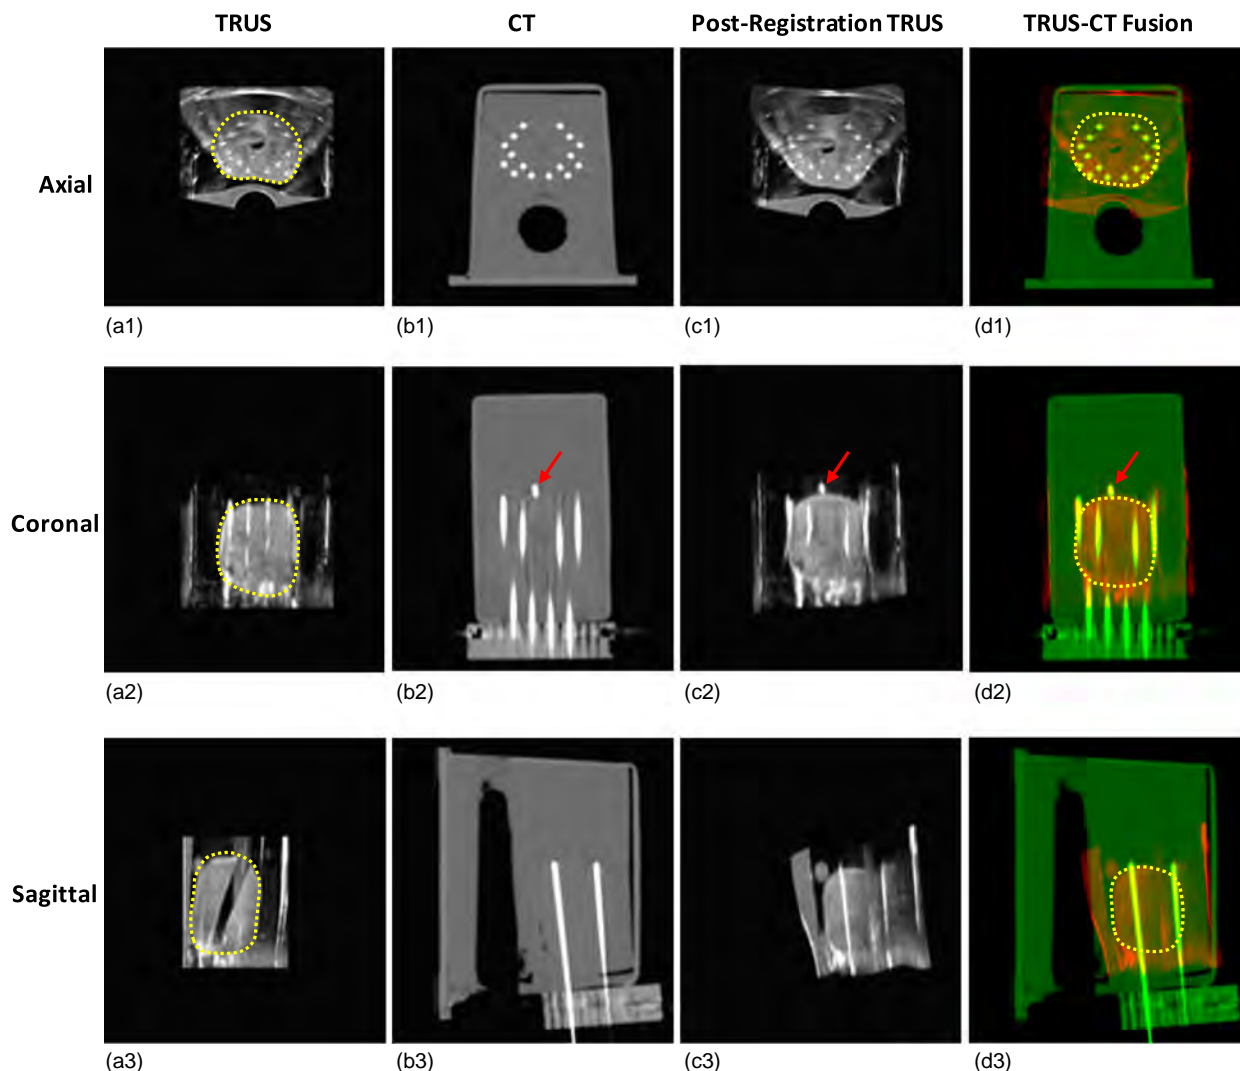 TRUS CT Post-Registration TRUS TRUS-CT Fusion
Axial
(a1) (b1) (c1) (d1)
Coronal
(a2) (b2) (c2) (d2)
Sagittal
(a3) (b3) (c3) (d3)